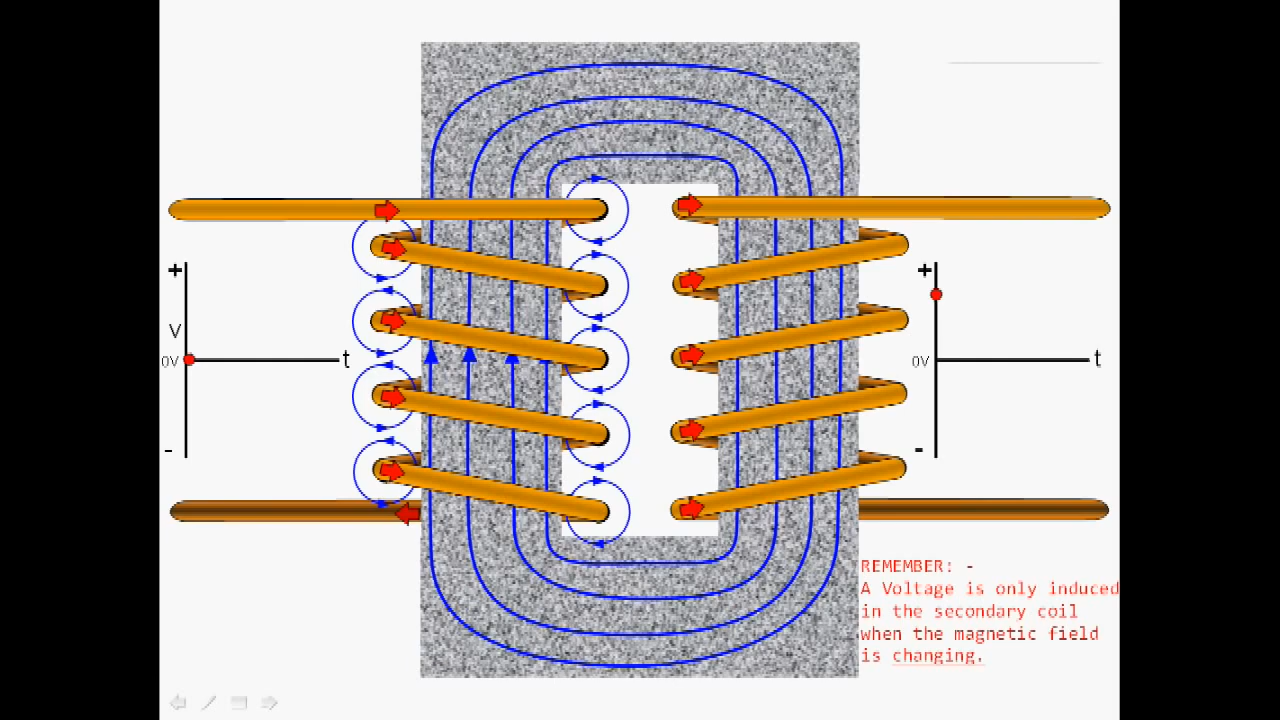 +
V
0V
t
-
+
0V
t
-
REMEMBER: -
A Voltage is only induced
in the secondary coil
when the magnetic field
is changing.